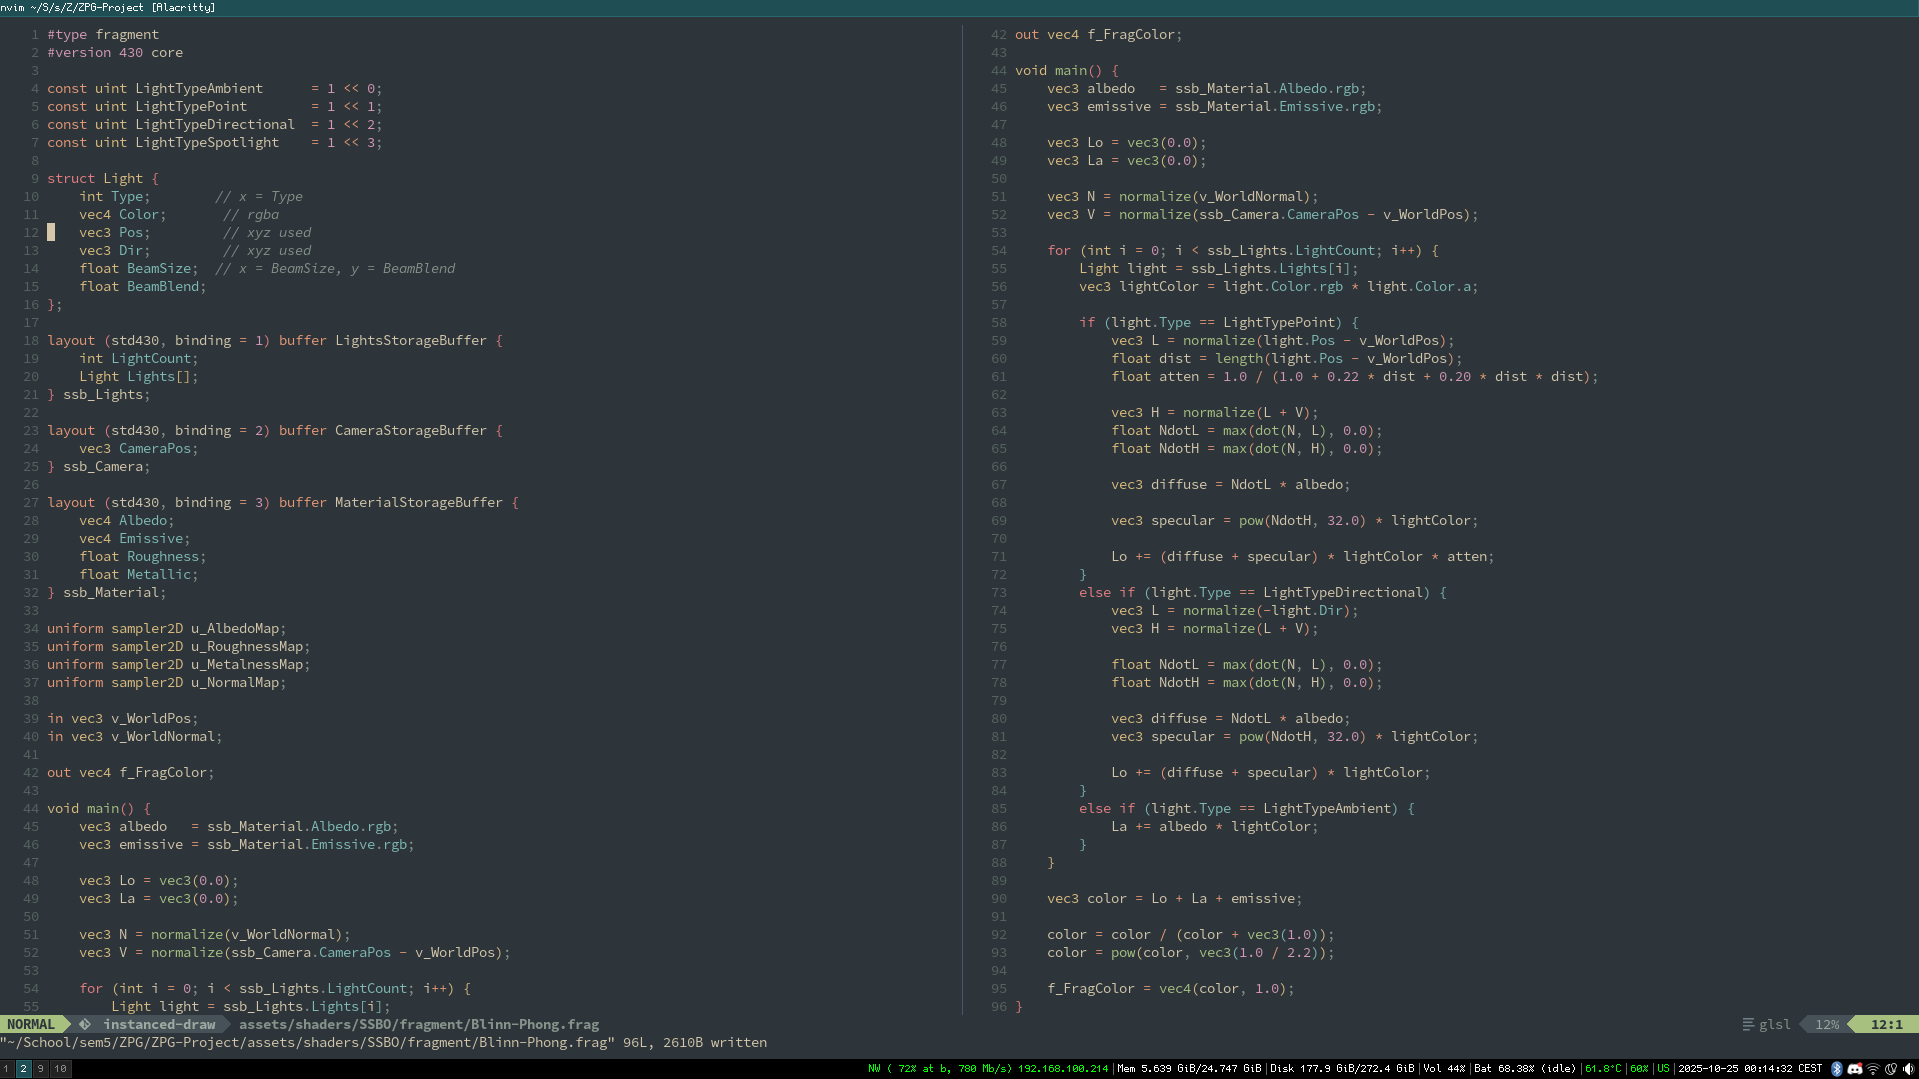 nvim ~/S/s/Z/ZPG-Project [Alacritty]
1 #type fragment
2 #version 430 core
3
4 const uint LightTypeAmbient      = 1 << 0;
5 const uint LightTypePoint        = 1 << 1;
6 const uint LightTypeDirectional  = 1 << 2;
7 const uint LightTypeSpotlight    = 1 << 3;
8
9 struct Light {
10     int Type;        // x = Type
11     vec4 Color;       // rgba
12     vec3 Pos;         // xyz used
13     vec3 Dir;         // xyz used
14     float BeamSize;  // x = BeamSize, y = BeamBlend
15     float BeamBlend;
16 };
17
18 layout (std430, binding = 1) buffer LightsStorageBuffer {
19     int LightCount;
20     Light Lights[];
21 } ssb_Lights;
22
23 layout (std430, binding = 2) buffer CameraStorageBuffer {
24     vec3 CameraPos;
25 } ssb_Camera;
26
27 layout (std430, binding = 3) buffer MaterialStorageBuffer {
28     vec4 Albedo;
29     vec4 Emissive;
30     float Roughness;
31     float Metallic;
32 } ssb_Material;
33
34 uniform sampler2D u_AlbedoMap;
35 uniform sampler2D u_RoughnessMap;
36 uniform sampler2D u_MetalnessMap;
37 uniform sampler2D u_NormalMap;
38
39 in vec3 v_WorldPos;
40 in vec3 v_WorldNormal;
41
42 out vec4 f_FragColor;
43
44 void main() {
45     vec3 albedo   = ssb_Material.Albedo.rgb;
46     vec3 emissive = ssb_Material.Emissive.rgb;
47
48     vec3 Lo = vec3(0.0);
49     vec3 La = vec3(0.0);
50
51     vec3 N = normalize(v_WorldNormal);
52     vec3 V = normalize(ssb_Camera.CameraPos - v_WorldPos);
53
54     for (int i = 0; i < ssb_Lights.LightCount; i++) {
55         Light light = ssb_Lights.Lights[i];
42 out vec4 f_FragColor;
43
44 void main() {
45     vec3 albedo   = ssb_Material.Albedo.rgb;
46     vec3 emissive = ssb_Material.Emissive.rgb;
47
48     vec3 Lo = vec3(0.0);
49     vec3 La = vec3(0.0);
50
51     vec3 N = normalize(v_WorldNormal);
52     vec3 V = normalize(ssb_Camera.CameraPos - v_WorldPos);
53
54     for (int i = 0; i < ssb_Lights.LightCount; i++) {
55         Light light = ssb_Lights.Lights[i];
56         vec3 lightColor = light.Color.rgb * light.Color.a;
57
58         if (light.Type == LightTypePoint) {
59             vec3 L = normalize(light.Pos - v_WorldPos);
60             float dist = length(light.Pos - v_WorldPos);
61             float atten = 1.0 / (1.0 + 0.22 * dist + 0.20 * dist * dist);
62
63             vec3 H = normalize(L + V);
64             float NdotL = max(dot(N, L), 0.0);
65             float NdotH = max(dot(N, H), 0.0);
66
67             vec3 diffuse = NdotL * albedo;
68
69             vec3 specular = pow(NdotH, 32.0) * lightColor;
70
71             Lo += (diffuse + specular) * lightColor * atten;
72         }
73         else if (light.Type == LightTypeDirectional) {
74             vec3 L = normalize(-light.Dir);
75             vec3 H = normalize(L + V);
76
77             float NdotL = max(dot(N, L), 0.0);
78             float NdotH = max(dot(N, H), 0.0);
79
80             vec3 diffuse = NdotL * albedo;
81             vec3 specular = pow(NdotH, 32.0) * lightColor;
82
83             Lo += (diffuse + specular) * lightColor;
84         }
85         else if (light.Type == LightTypeAmbient) {
86             La += albedo * lightColor;
87         }
88     }
89
90     vec3 color = Lo + La + emissive;
91
92     color = color / (color + vec3(1.0));
93     color = pow(color, vec3(1.0 / 2.2));
94
95     f_FragColor = vec4(color, 1.0);
96 }
NORMAL instanced-draw assets/shaders/SSBO/fragment/Blinn-Phong.frag glsl 12% 12:1
"~/School/sem5/ZPG/ZPG-Project/assets/shaders/SSBO/fragment/Blinn-Phong.frag" 96L, 2610B written
1 2 9 10 NW ( 72% at b, 780 Mb/s) 192.168.100.214|Mem 5.639 GiB/24.747 GiB|Disk 177.9 GiB/272.4 GiB|Vol 44%|Bat 68.38% (idle)|61.8°C|60%|US|2025-10-25 00:14:32 CEST